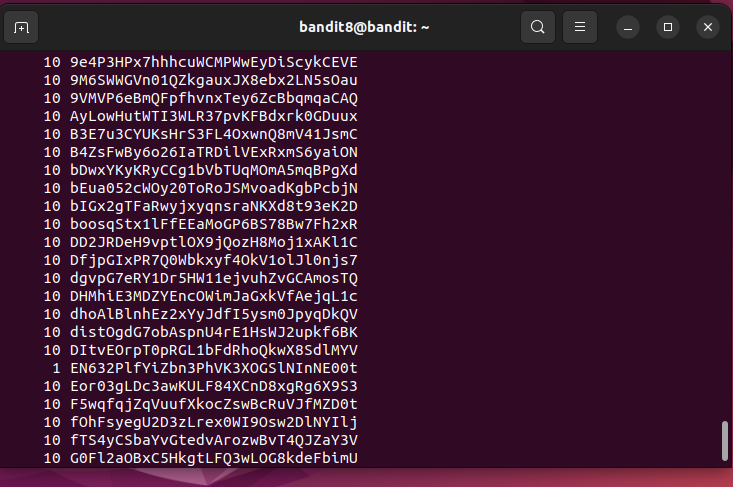 bandit8@bandit: ~
10 9e4P3HPx7hhhcuWCMPWwEyDiScykCEVE
10 9M6SWWGVn01QZkgauxJX8ebx2LN5sOau
10 9VMVP6eBmQFpfhvnxTey6ZcBbqmqaCAQ
10 AyLowHutWTI3WLR37pvKFBdxrk0GDuux
10 B3E7u3CYUKsHrS3FL4OxwnQ8mV41JsmC
10 B4ZsFwBy6o26IaTRDilVExRxmS6yaiON
10 bDwxYKyKRyCCg1bVbTUqMOmA5mqBPgXd
10 bEua052cWOy20ToRoJSMvoadKgbPcbjN
10 bIGx2gTFaRwyjxyqnsraNKXd8t93eK2D
10 boosqStx1lFfEEaMoGP6BS78Bw7Fh2xR
10 DD2JRDeH9vptlOX9jQozH8Moj1xAKl1C
10 DfjpGIxPR7Q0Wbkxyf4OkV1olJl0njs7
10 dgvpG7eRY1Dr5HW11ejvuhZvGCAmosTQ
10 DHMhiE3MDZYEncOWimJaGxkVfAejqL1c
10 dhoAlBlnhEz2xYyJdfI5ysm0JpyqDkQV
10 distOgdG7obAspnU4rE1HsWJ2upkf6BK
10 DItvEOrpT0pRGL1bFdRhoQkwX8SdlMYV
1 EN632PlfYiZbn3PhVK3XOGSlNInNE00t
10 Eor03gLDc3awKULF84XCnD8xgRg6X9S3
10 F5wqfqjZqVuufXkocZswBcRuVJfMZD0t
10 fOhFsyegU2D3zLrex0WI9Osw2DlNYIlj
10 fTS4yCSbaYvGtedvArozwBvT4QJZaY3V
10 G0Fl2aOBxC5HkgtLFQ3wLOG8kdeFbimU